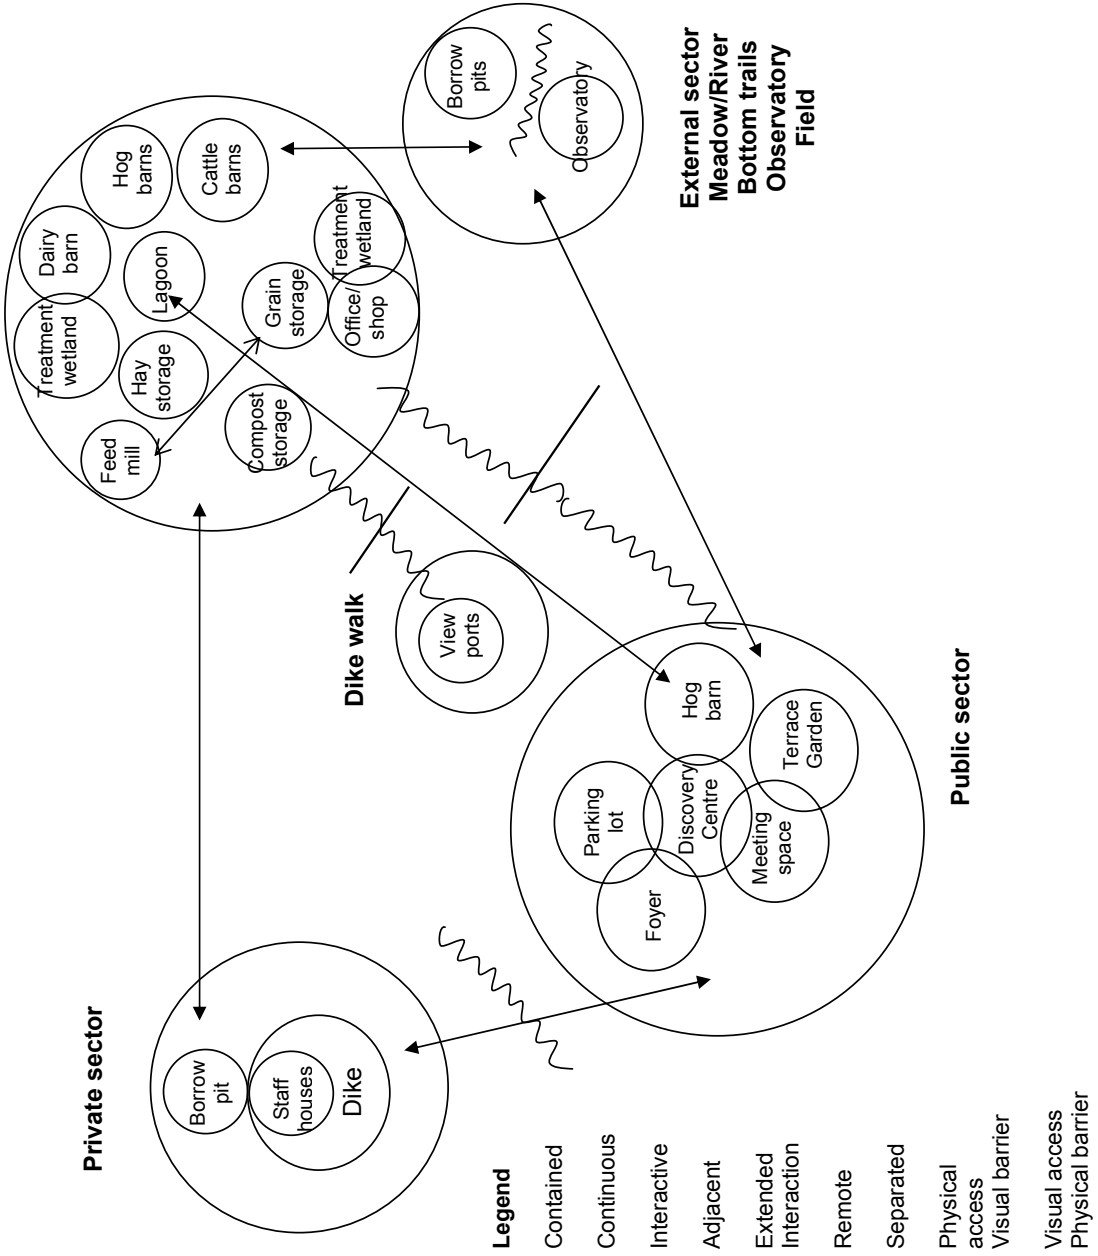 Private sector
Borrow
pit
Staff
houses
Dike
Treatment
wetland
Dairy
barn
Feed
mill
Hay
storage
Lagoon
Hog
barns
Cattle
barns
Compost
storage
Grain
storage
Office/
shop
Treatment
wetland
Dike walk
View
ports
Borrow
pits
Observatory
External sector
Meadow/River
Bottom trails
Observatory
Field
Parking
lot
Foyer
Discovery
Centre
Hog
barn
Meeting
space
Terrace
Garden
Public sector
Legend
Contained
Continuous
Interactive
Adjacent
Extended
Interaction
Remote
Separated
Physical
access
Visual barrier
Visual access
Physical barrier